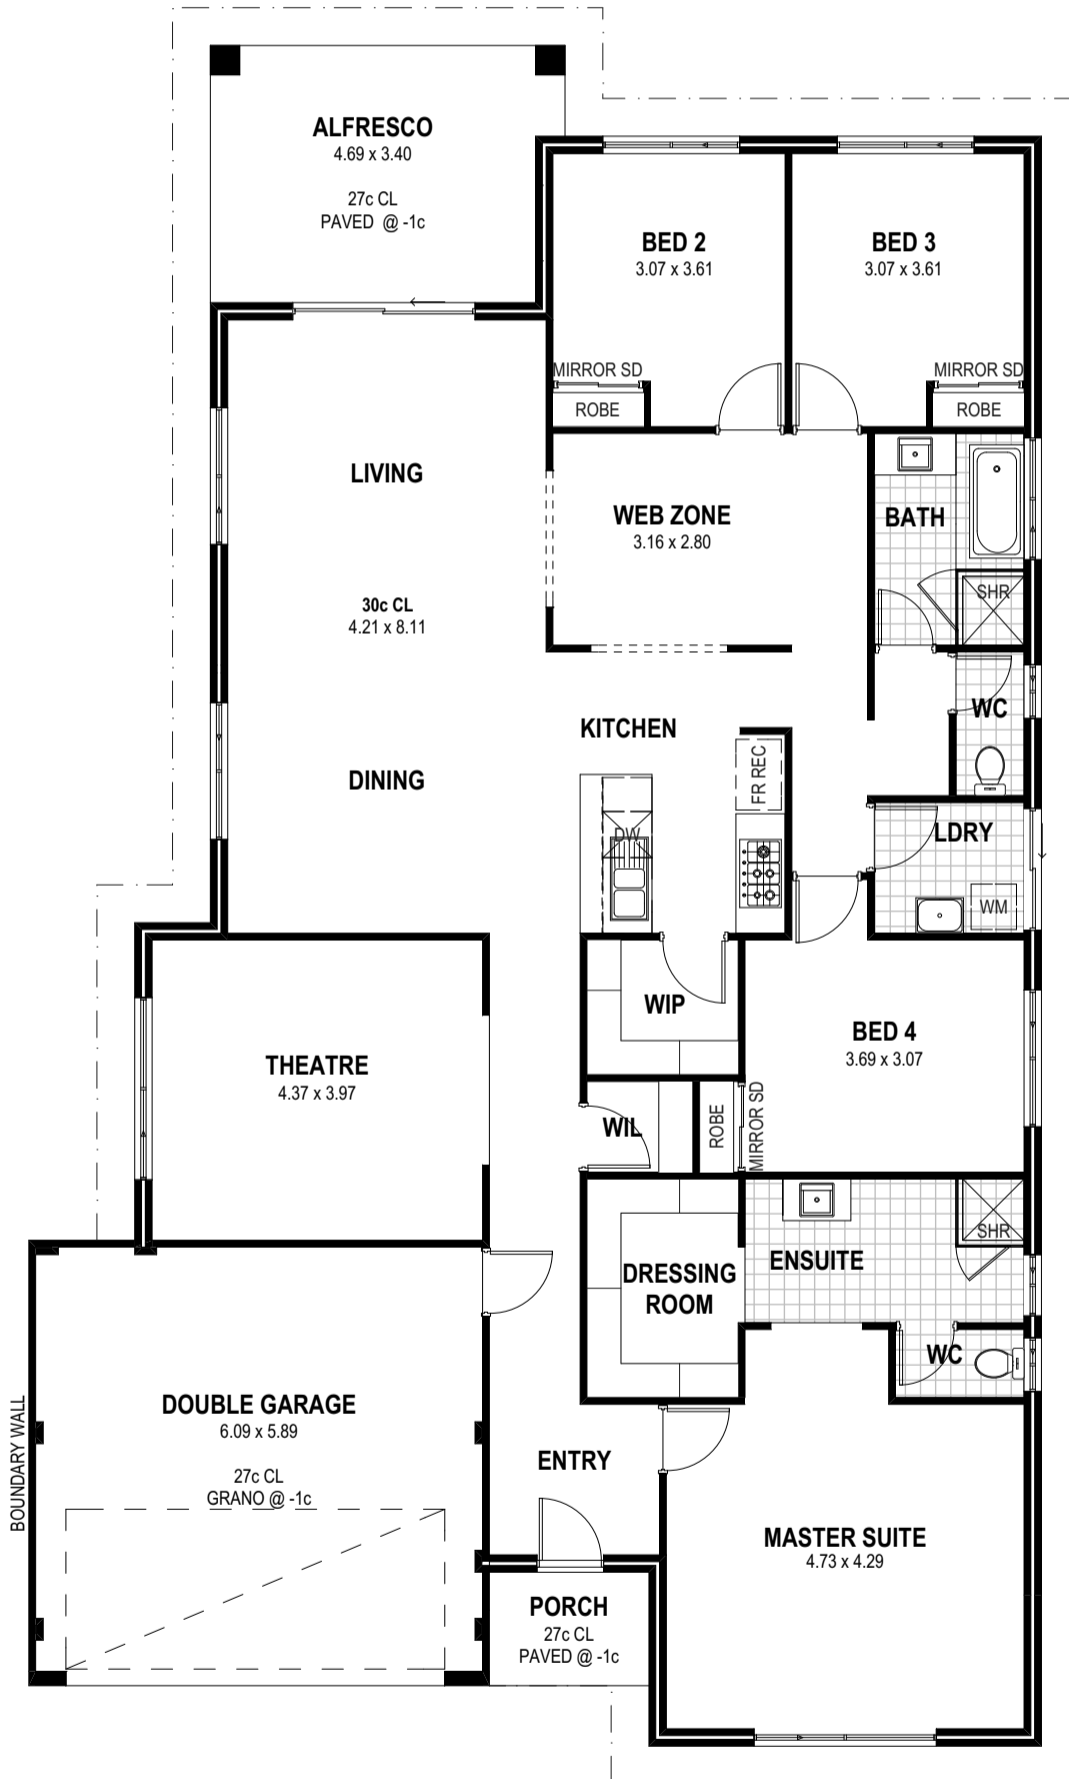 ALFRESCO
4.69 x 3.40
27c CL
PAVED @ -1c
BED 2
3.07 x 3.61
BED 3
3.07 x 3.61
MIRROR SD
ROBE
MIRROR SD
ROBE
LIVING
WEB ZONE
3.16 x 2.80
BATH
SHR
30c CL
4.21 x 8.11
KITCHEN
WC
DINING
FR REC
DW
LDRY
WM
WIP
BED 4
3.69 x 3.07
THEATRE
4.37 x 3.97
WIL
ROBE
MIRROR SD
SHR
ENSUITE
DRESSING
ROOM
WC
DOUBLE GARAGE
6.09 x 5.89
27c CL
GRANO @ -1c
BOUNDARY WALL
ENTRY
MASTER SUITE
4.73 x 4.29
PORCH
27c CL
PAVED @ -1c